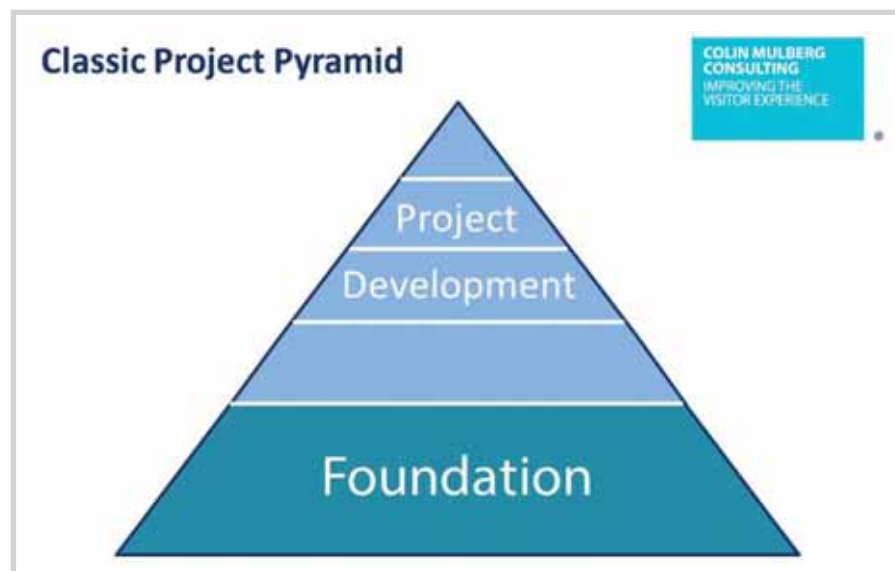 Classic Project Pyramid
COLIN MULBERG
CONSULTING
IMPROVING THE
VISITOR EXPERIENCE
Project
Development
Foundation